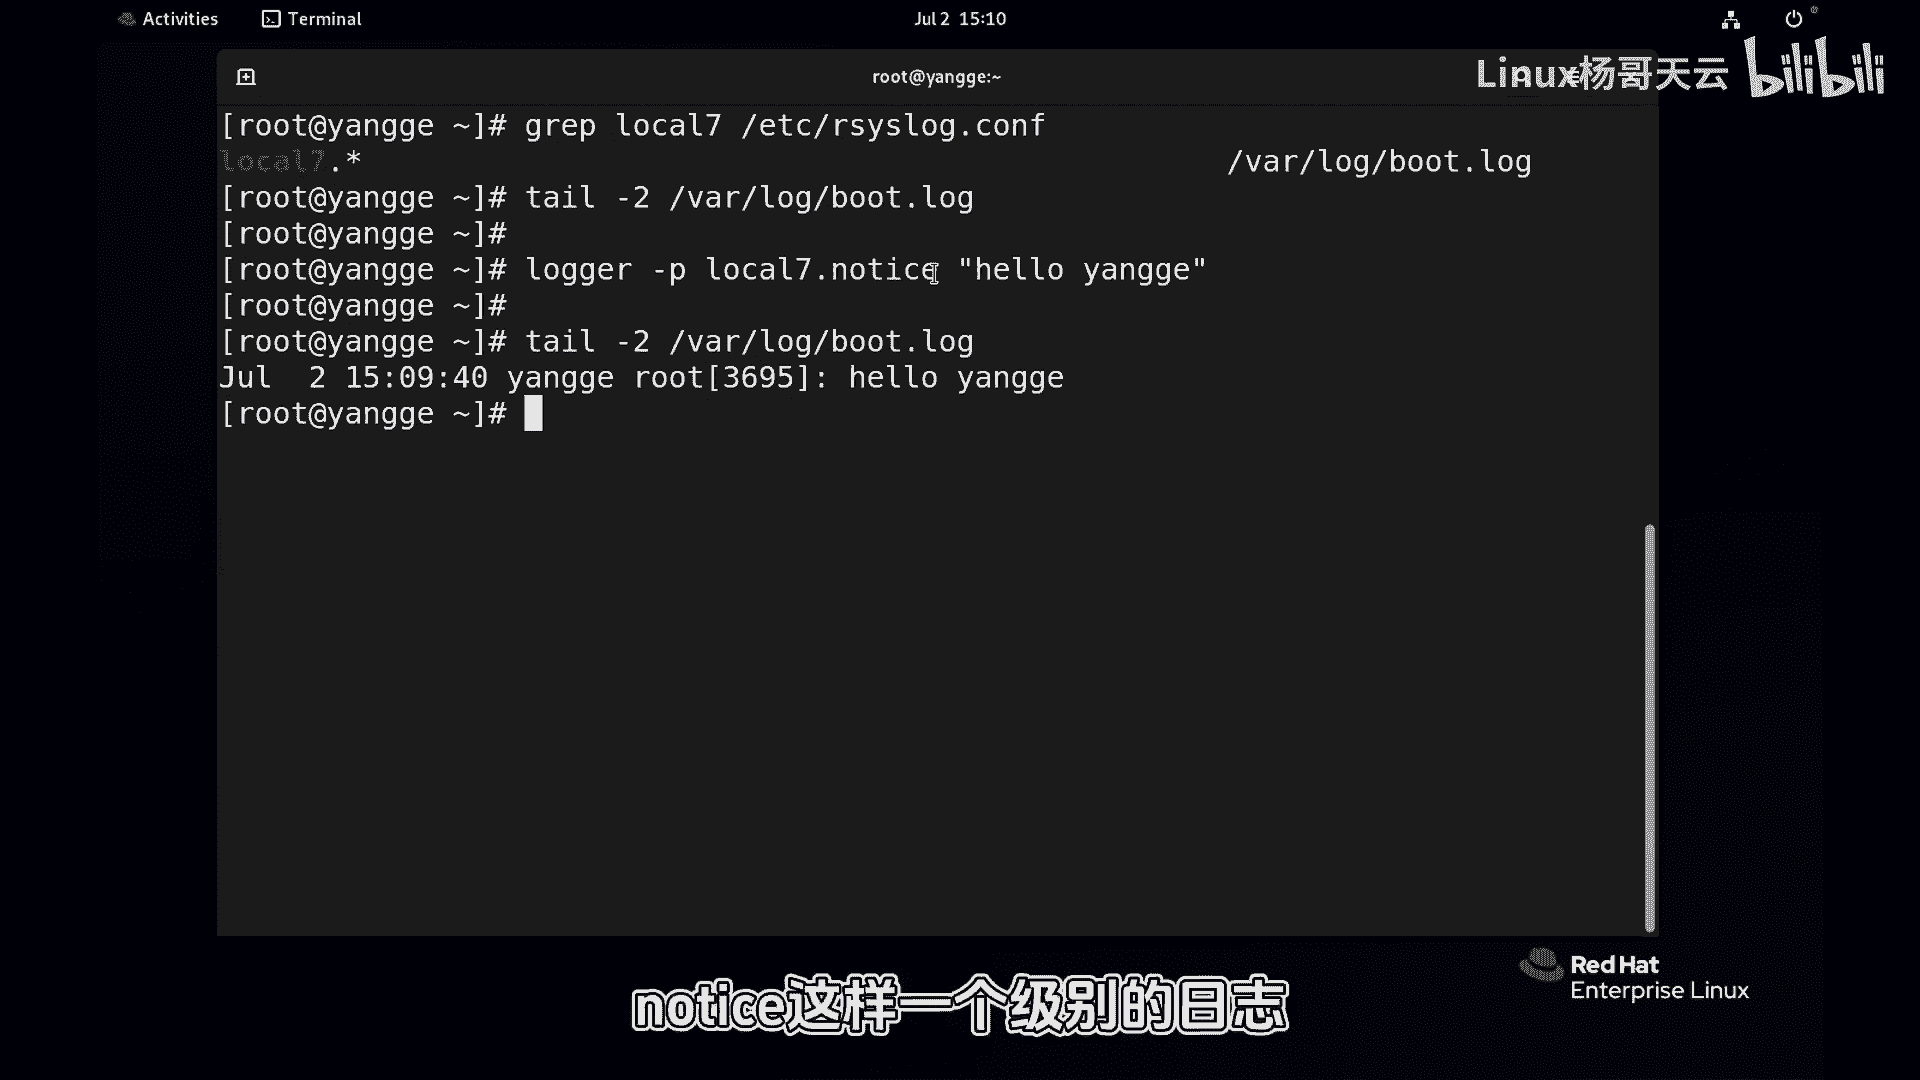 Activities Terminal Jul 2 15:10
root@yangge:~
Linux杨哥天云 bilibili
[root@yangge ~]# grep local7 /etc/rsyslog.conf
local7.* /var/log/boot.log
[root@yangge ~]# tail -2 /var/log/boot.log
[root@yangge ~]#
[root@yangge ~]# logger -p local7.notice "hello yangge"
[root@yangge ~]#
[root@yangge ~]# tail -2 /var/log/boot.log
Jul  2 15:09:40 yangge root[3695]: hello yangge
[root@yangge ~]#
Red Hat
Enterprise Linux
notice这样一个级别的日志